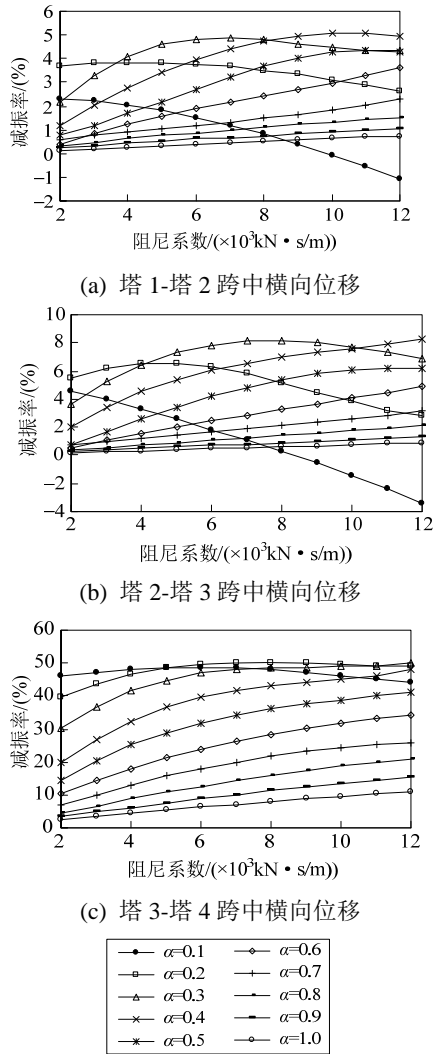 6
5
4
3
2
1
0
−1
−2
减振率/(%)
2 4 6 8 10 12
阻尼系数/(×10³kN·s/m))
(a) 塔 1-塔 2 跨中横向位移
10
8
6
4
2
0
−2
−4
减振率/(%)
2 4 6 8 10 12
阻尼系数/(×10³kN·s/m))
(b) 塔 2-塔 3 跨中横向位移
60
50
40
30
20
10
0
减振率/(%)
2 4 6 8 10 12
阻尼系数/(×10³kN·s/m))
(c) 塔 3-塔 4 跨中横向位移
α=0.1 α=0.6
α=0.2 α=0.7
α=0.3 α=0.8
α=0.4 α=0.9
α=0.5 α=1.0